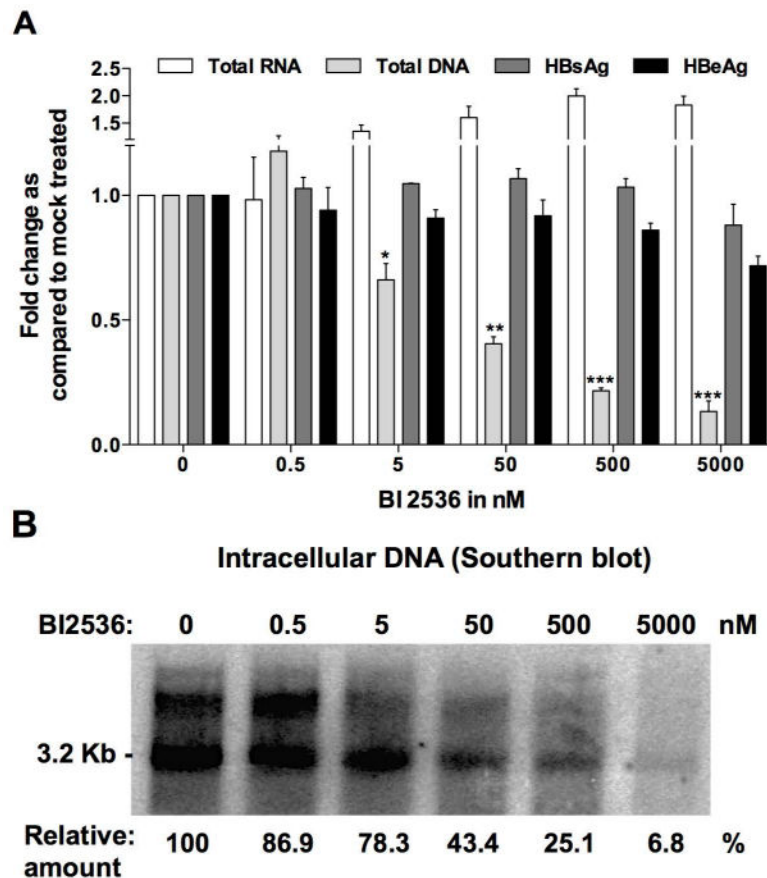 A
Total RNA Total DNA HBsAg HBeAg
Fold change as
compared to mock treated
2.5
2.0
1.5
1.0
0.5
0.0
*
**
***
***
0 0.5 5 50 500 5000
BI 2536 in nM
B
Intracellular DNA (Southern blot)
BI2536: 0 0.5 5 50 500 5000 nM
3.2 Kb -
Relative: 100 86.9 78.3 43.4 25.1 6.8 %
amount